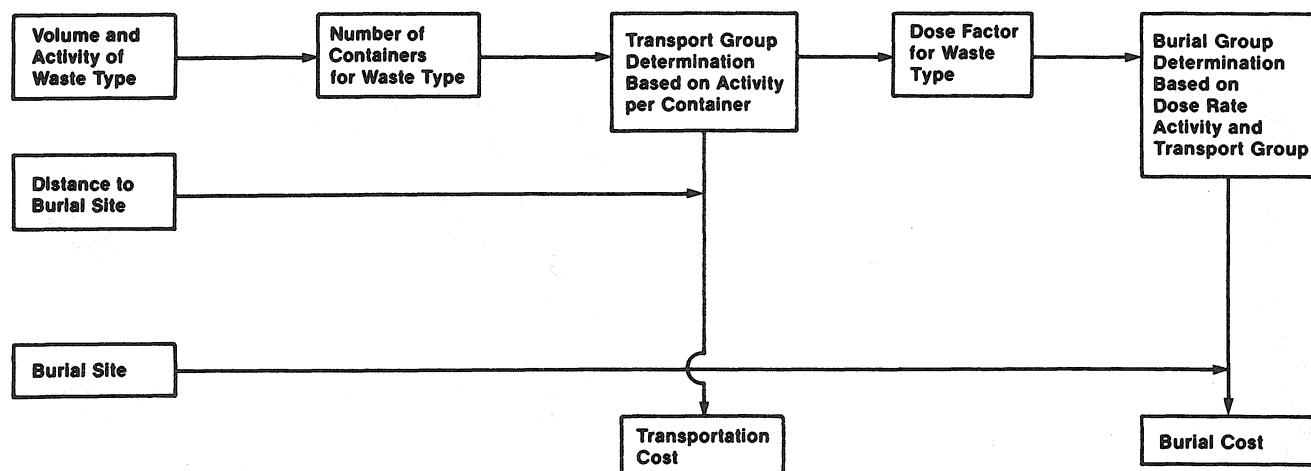 Volume and
Activity of
Waste Type
Number of
Containers
for Waste Type
Transport Group
Determination
Based on Activity
per Container
Dose Factor
for Waste
Type
Burial Group
Determination
Based on
Dose Rate
Activity and
Transport Group
Distance to
Burial Site
Burial Site
Transportation
Cost
Burial Cost